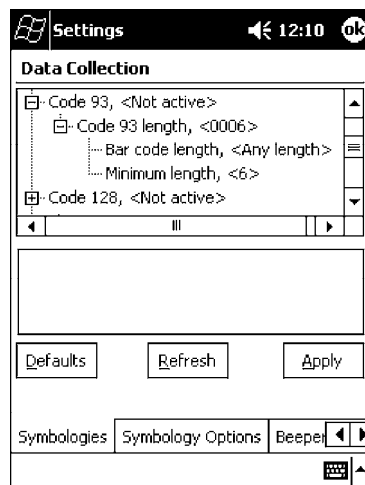 Settings 12:10 ok
Data Collection
Code 93, <Not active>
Code 93 length, <0006>
Bar code length, <Any length>
Minimum length, <6>
Code 128, <Not active>
Defaults Refresh Apply
Symbologies Symbology Options Beeper